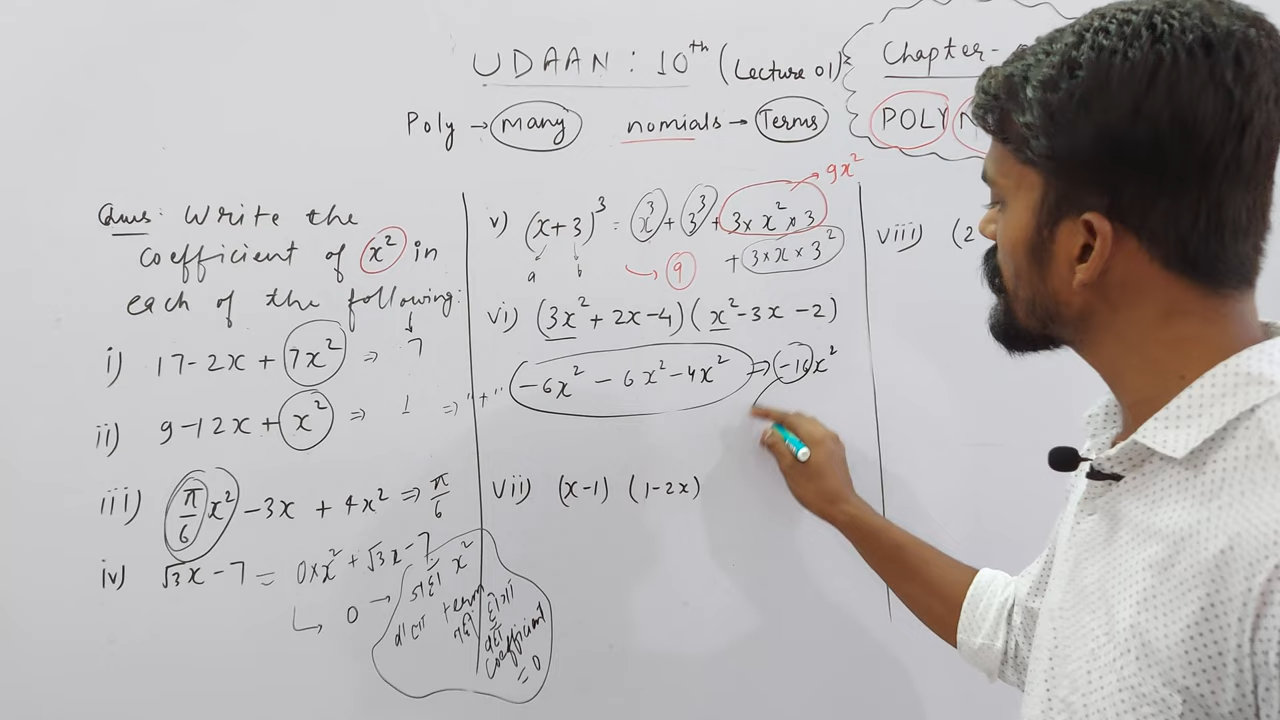 UDAAN : 10th (Lecture 01)
Chapter-
POLY N
Poly → Many nomials → Terms
Ques: Write the
coefficient of x² in
each of the following:
i) 17-2x + 7x² ⇒ 7
ii) 9-12x + x² ⇒ 1 ⇒ "+"
iii) π/6 x² - 3x + 4x² ⇒ π/6
iv) √3x - 7 = 0×x² + √3x - 7
↳ 0 →
x²
term
coefficient
= 0
v) (x+3)³ = x³ + 3³ + 3 × x² × 3 → 9x²
+ 3 × x × 3²
a b → 9
vi) (3x² + 2x - 4) (x² - 3x - 2)
-6x² - 6x² - 4x² ⇒ -16x²
vii) (x-1) (1-2x)
viii) (2